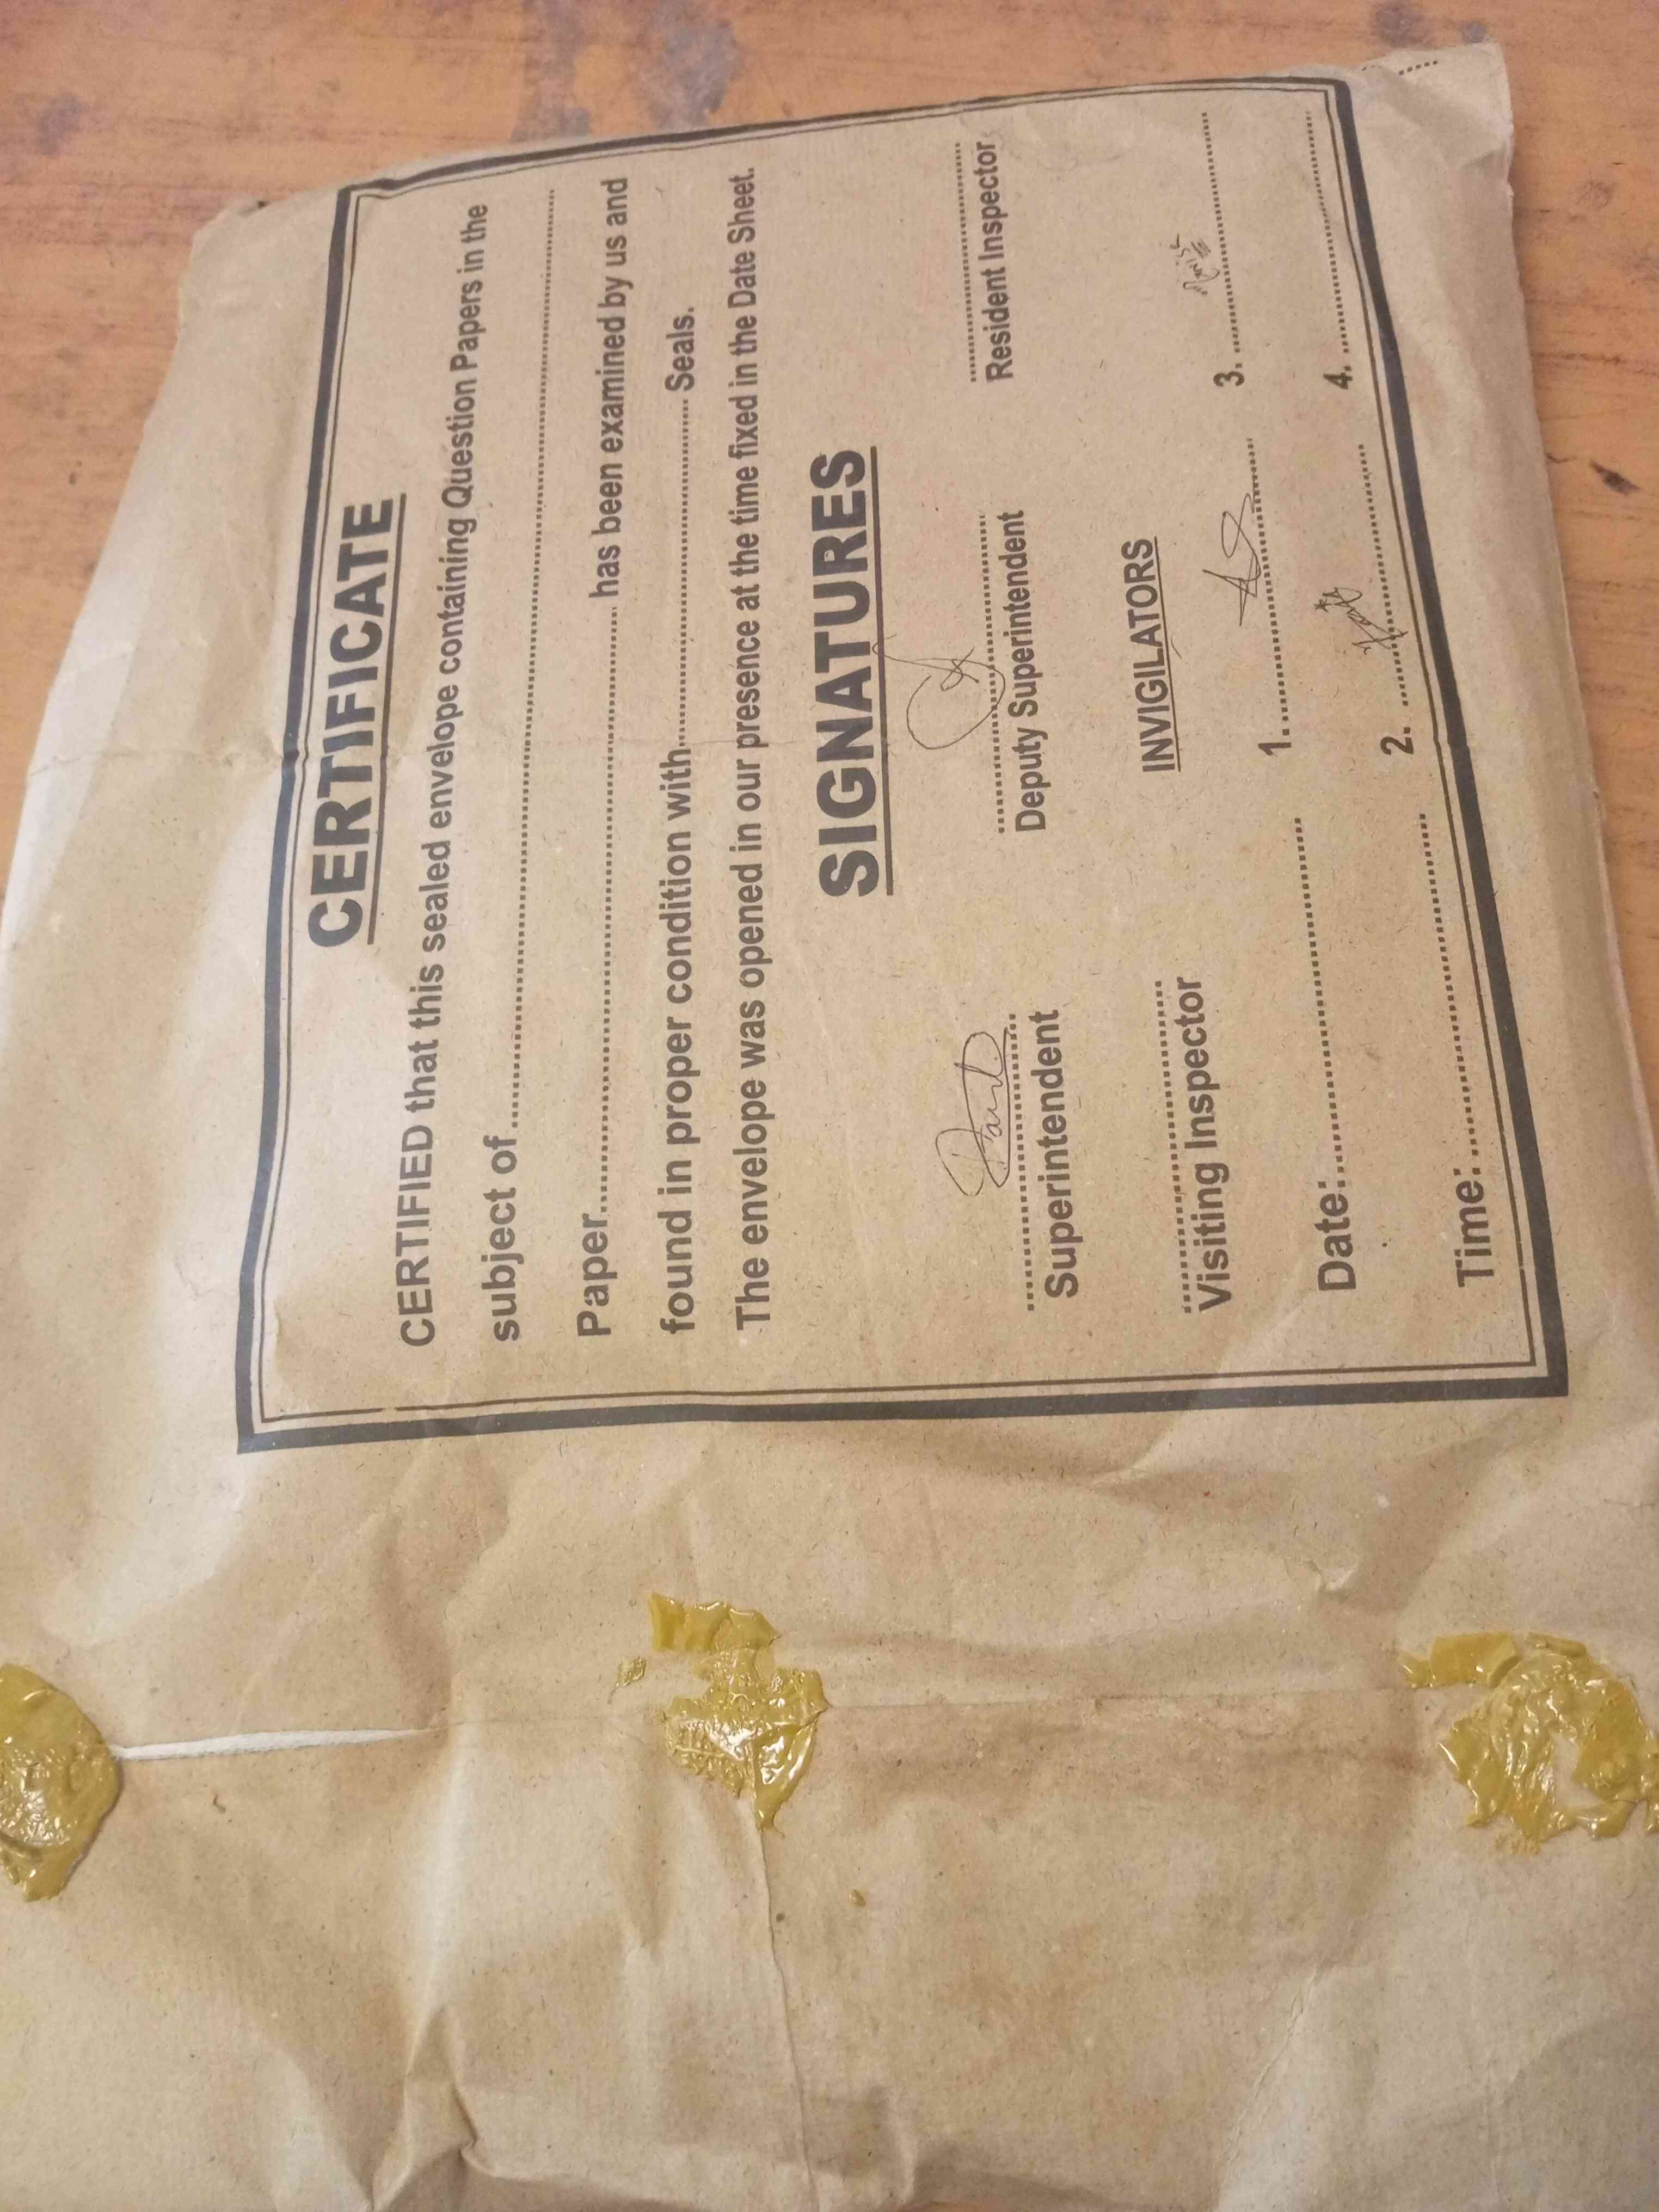 CERTIFICATE
CERTIFIED that this sealed envelope containing Question Papers in the
subject of................................................................
Paper........................................ has been examined by us and
found in proper condition with........................ Seals.
The envelope was opened in our presence at the time fixed in the Date Sheet.
SIGNATURES
Superintendent
Deputy Superintendent
Resident Inspector
Visiting Inspector
INVIGILATORS
1..................
2. ..................
3. ..................
4. ..................
Date:..............................
Time:..............................